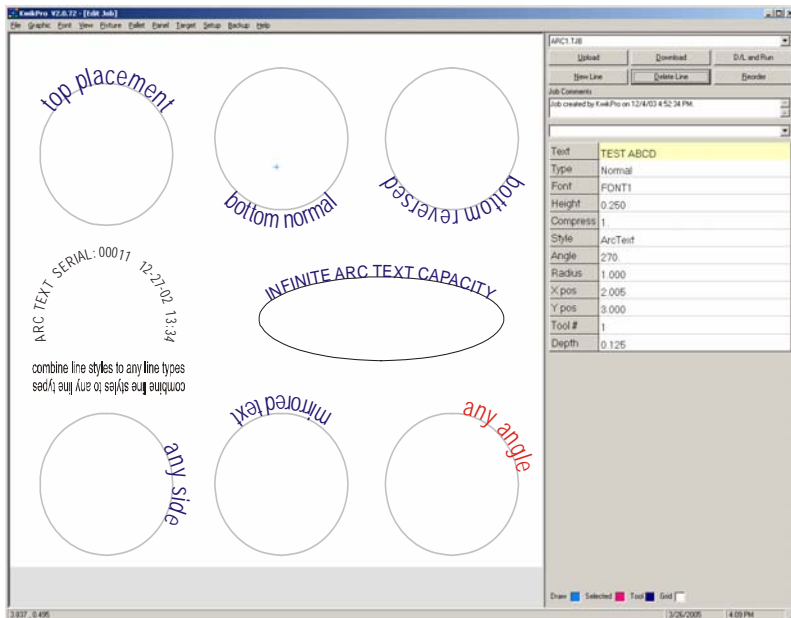 KwikPro V2.0.72 - [Edit Job]
File Graphic Font View Picture Pallet Panel Target Setup Backup Help
top placement
bottom normal
bottom reversed
ARC TEXT SERIAL: 00011 12-27-02 13:34
INFINITE ARC TEXT CAPACITY
combine line styles to any line types
combine line styles to any line types
any side
mirrored text
any angle
ARC1.TJB
Upload Download D/L and Run
New Line Delete Line Reorder
Job Comments
Job created by KwikPro on 12/4/03 4:52:34 PM.
Text TEST ABCD
Type Normal
Font FONT1
Height 0.250
Compress 1.
Style ArcText
Angle 270.
Radius 1.000
X pos 2.005
Y pos 3.000
Tool # 1
Depth 0.125
Draw Selected Tool Grid
3.837 , 0.495 3/26/2005 4:09 PM